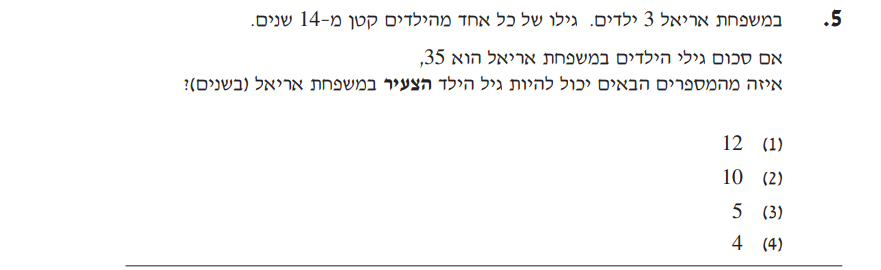 5. במשפחת אריאל 3 ילדים. גילו של כל אחד מהילדים קטן מ-14 שנים.
אם סכום גילי הילדים במשפחת אריאל הוא 35,
איזה מהמספרים הבאים יכול להיות גיל הילד הצעיר במשפחת אריאל (בשנים)?
(1) 12
(2) 10
(3) 5
(4) 4